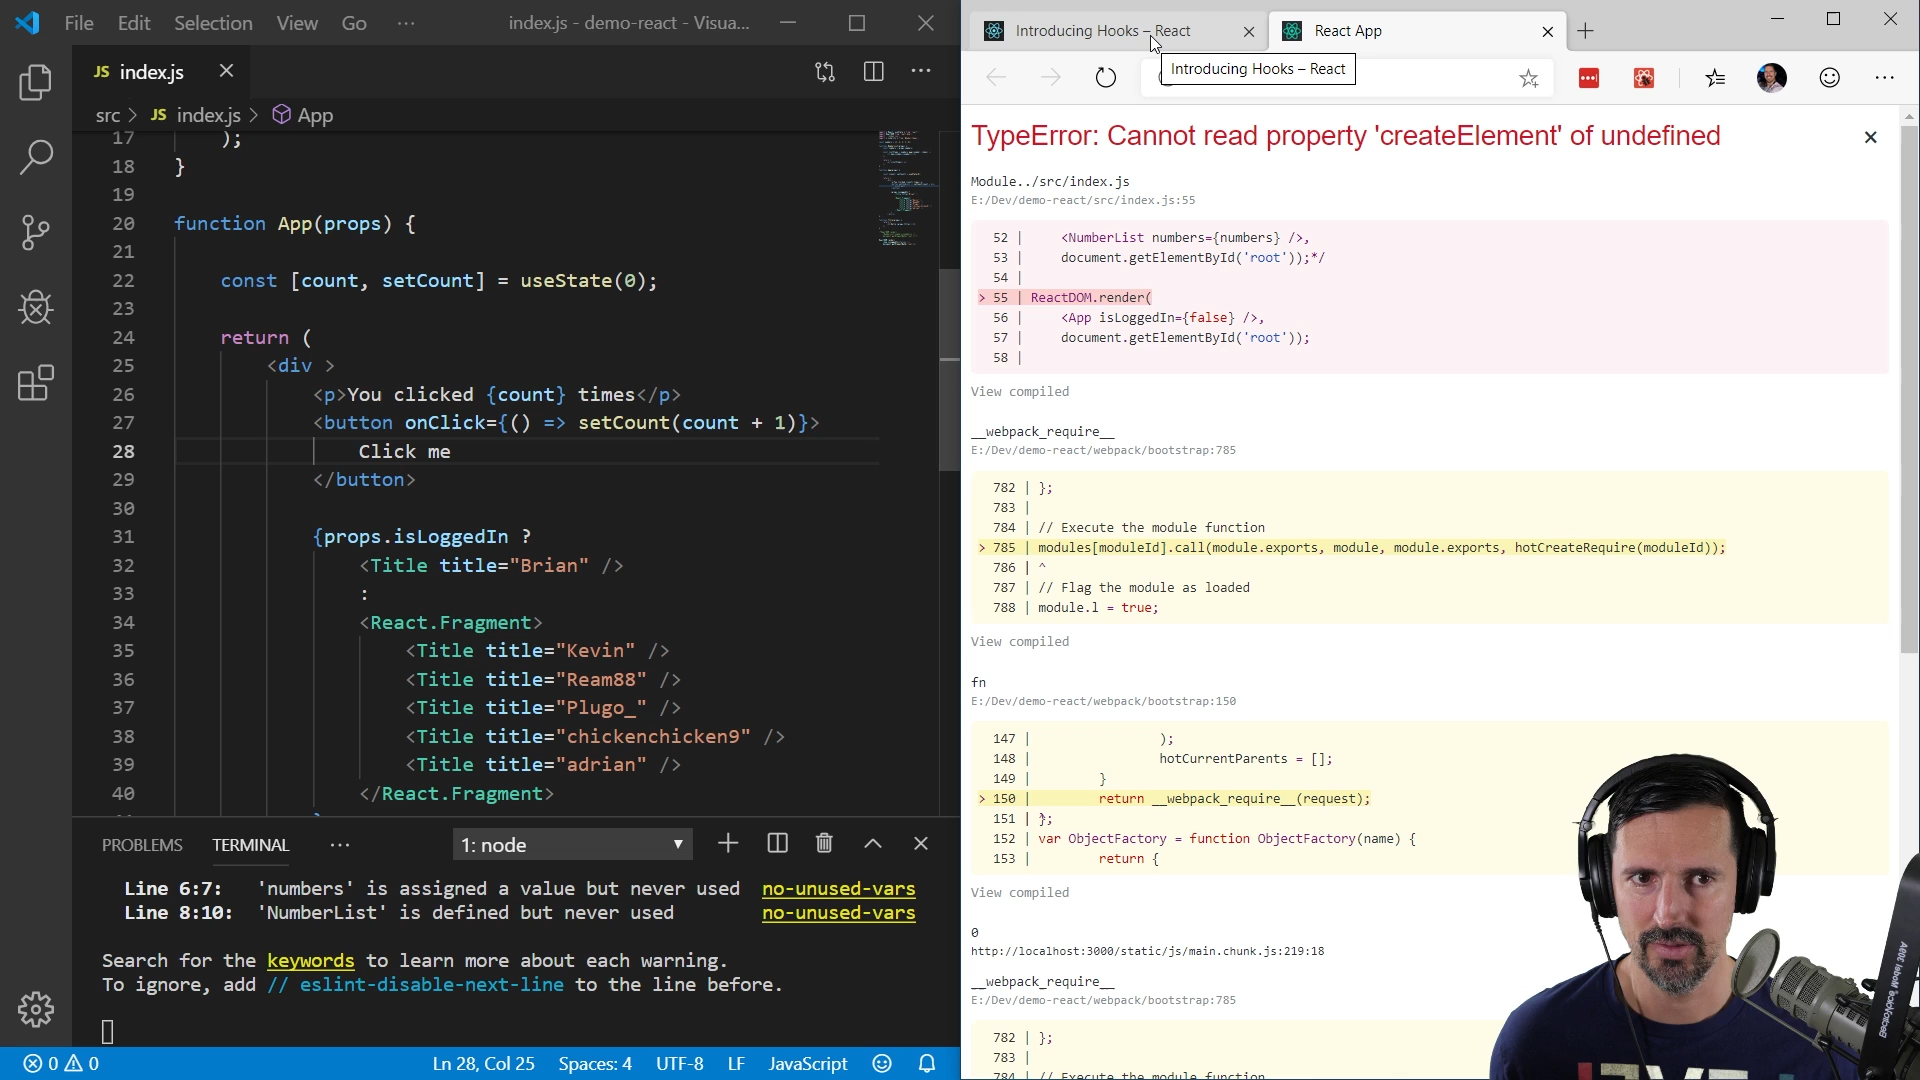 File Edit Selection View Go ··· index.js - demo-react - Visua...
JS index.js
src > JS index.js > App
17 );
18 }
19
20 function App(props) {
21
22 const [count, setCount] = useState(0);
23
24 return (
25 <div >
26 <p>You clicked {count} times</p>
27 <button onClick={() => setCount(count + 1)}>
28 Click me
29 </button>
30
31 {props.isLoggedIn ?
32 <Title title="Brian" />
33 :
34 <React.Fragment>
35 <Title title="Kevin" />
36 <Title title="Ream88" />
37 <Title title="Plugo_" />
38 <Title title="chickenchicken9" />
39 <Title title="adrian" />
40 </React.Fragment>
PROBLEMS TERMINAL ··· 1: node
Line 6:7: 'numbers' is assigned a value but never used no-unused-vars
Line 8:10: 'NumberList' is defined but never used no-unused-vars
Search for the keywords to learn more about each warning.
To ignore, add // eslint-disable-next-line to the line before.
0 0 Ln 28, Col 25 Spaces: 4 UTF-8 LF JavaScript
Introducing Hooks – React
React App
Introducing Hooks – React
TypeError: Cannot read property 'createElement' of undefined
Module../src/index.js
E:/Dev/demo-react/src/index.js:55
52 | <NumberList numbers={numbers} />,
53 | document.getElementById('root'));*/
54 |
> 55 | ReactDOM.render(
56 | <App isLoggedIn={false} />,
57 | document.getElementById('root'));
58 |
View compiled
__webpack_require__
E:/Dev/demo-react/webpack/bootstrap:785
782 | };
783 |
784 | // Execute the module function
> 785 | modules[moduleId].call(module.exports, module, module.exports, hotCreateRequire(moduleId));
786 | ^
787 | // Flag the module as loaded
788 | module.l = true;
View compiled
fn
E:/Dev/demo-react/webpack/bootstrap:150
147 | );
148 | hotCurrentParents = [];
149 | }
> 150 | return __webpack_require__(request);
151 | };
152 | var ObjectFactory = function ObjectFactory(name) {
153 | return {
View compiled
0
http://localhost:3000/static/js/main.chunk.js:219:18
__webpack_require__
E:/Dev/demo-react/webpack/bootstrap:785
782 | };
783 |
784 | // Execute the module function